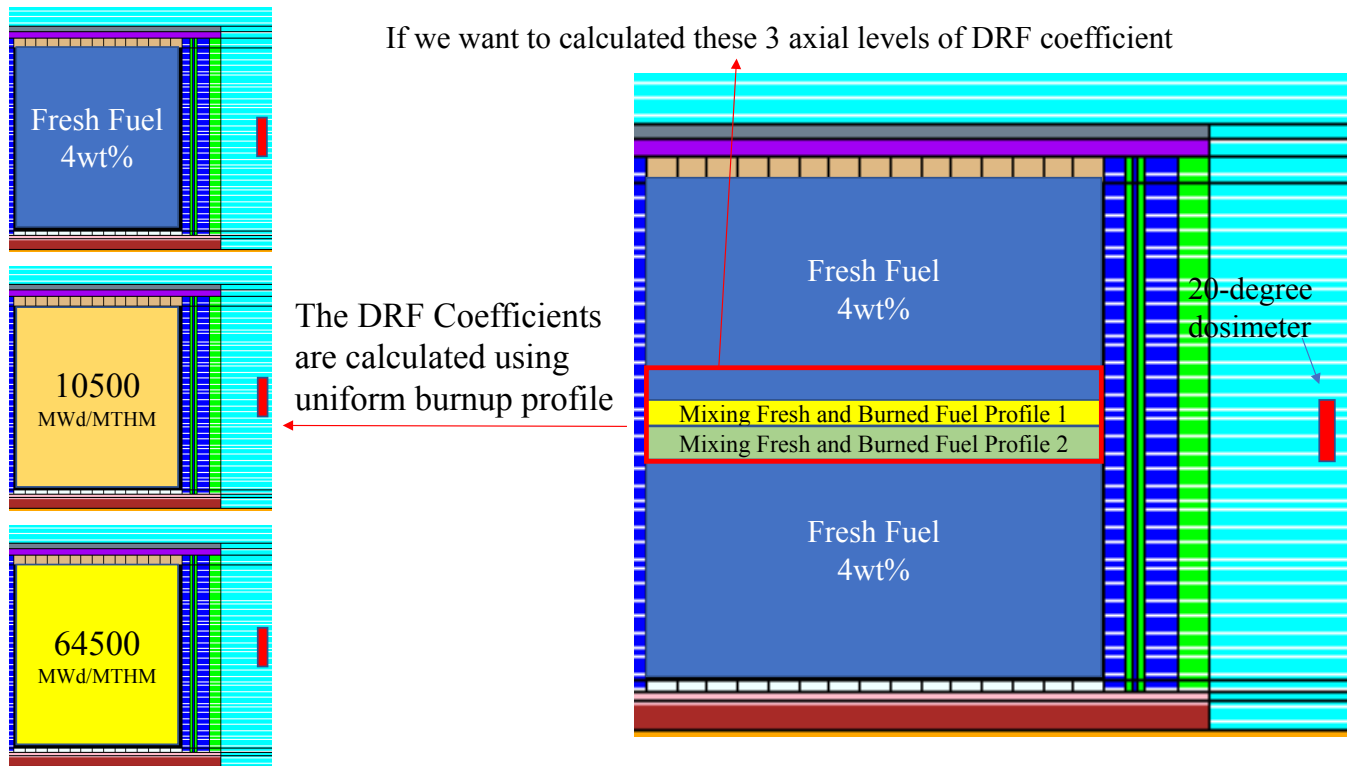 If we want to calculated these 3 axial levels of DRF coefficient
Fresh Fuel
4wt%
10500
MWd/MTHM
64500
MWd/MTHM
The DRF Coefficients
are calculated using
uniform burnup profile
Fresh Fuel
4wt%
Mixing Fresh and Burned Fuel Profile 1
Mixing Fresh and Burned Fuel Profile 2
Fresh Fuel
4wt%
20-degree
dosimeter